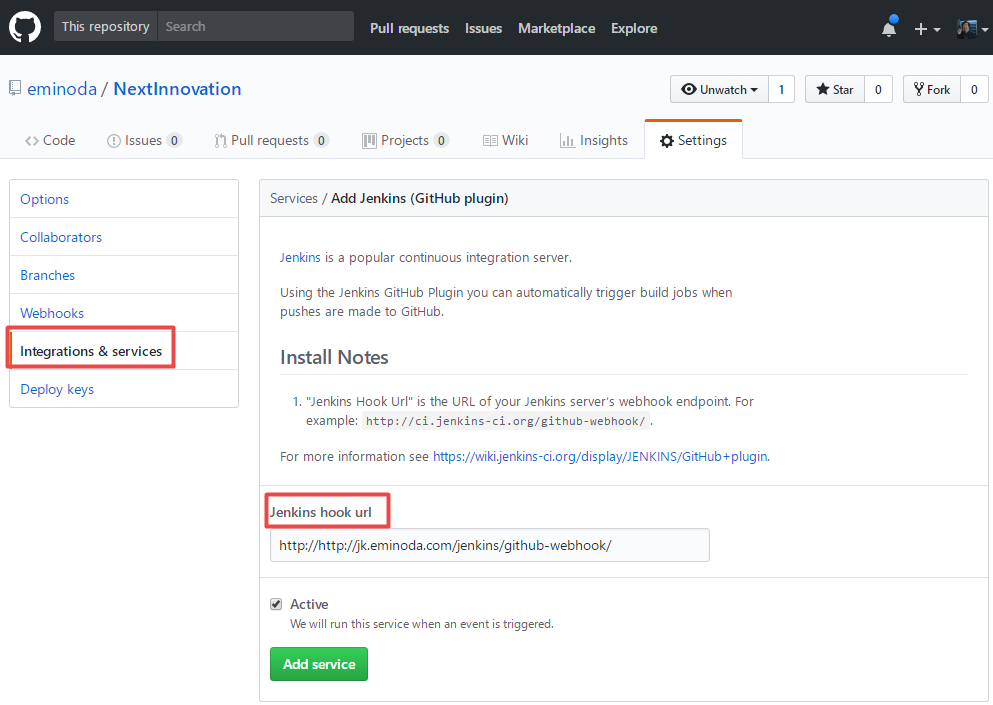 This repository Search Pull requests Issues Marketplace Explore
eminoda / NextInnovation Unwatch 1 Star 0 Fork 0
Code Issues 0 Pull requests 0 Projects 0 Wiki Insights Settings
Options
Collaborators
Branches
Webhooks
Integrations & services
Deploy keys
Services / Add Jenkins (GitHub plugin)
Jenkins is a popular continuous integration server.
Using the Jenkins GitHub Plugin you can automatically trigger build jobs when
pushes are made to GitHub.
Install Notes
1. "Jenkins Hook Url" is the URL of your Jenkins server's webhook endpoint. For
example: http://ci.jenkins-ci.org/github-webhook/.
For more information see https://wiki.jenkins-ci.org/display/JENKINS/GitHub+plugin.
Jenkins hook url
http://http://jk.eminoda.com/jenkins/github-webhook/
Active
We will run this service when an event is triggered.
Add service